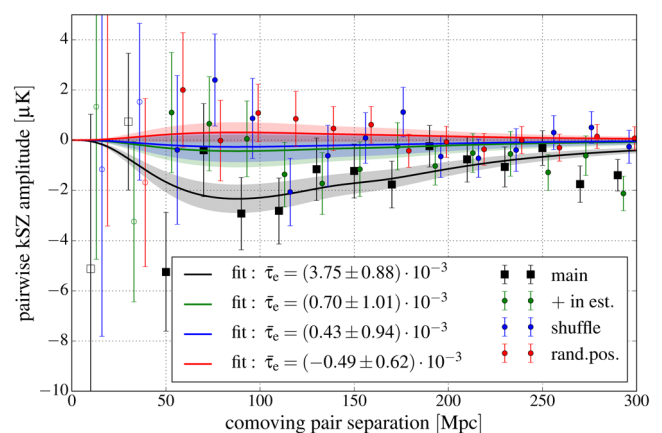 4
2
0
−2
−4
−6
−8
−10
pairwise kSZ amplitude [μK]
fit : τ̄e = (3.75 ± 0.88) · 10⁻³
fit : τ̄e = (0.70 ± 1.01) · 10⁻³
fit : τ̄e = (0.43 ± 0.94) · 10⁻³
fit : τ̄e = (−0.49 ± 0.62) · 10⁻³
main
+ in est.
shuffle
rand.pos.
0 50 100 150 200 250 300
comoving pair separation [Mpc]